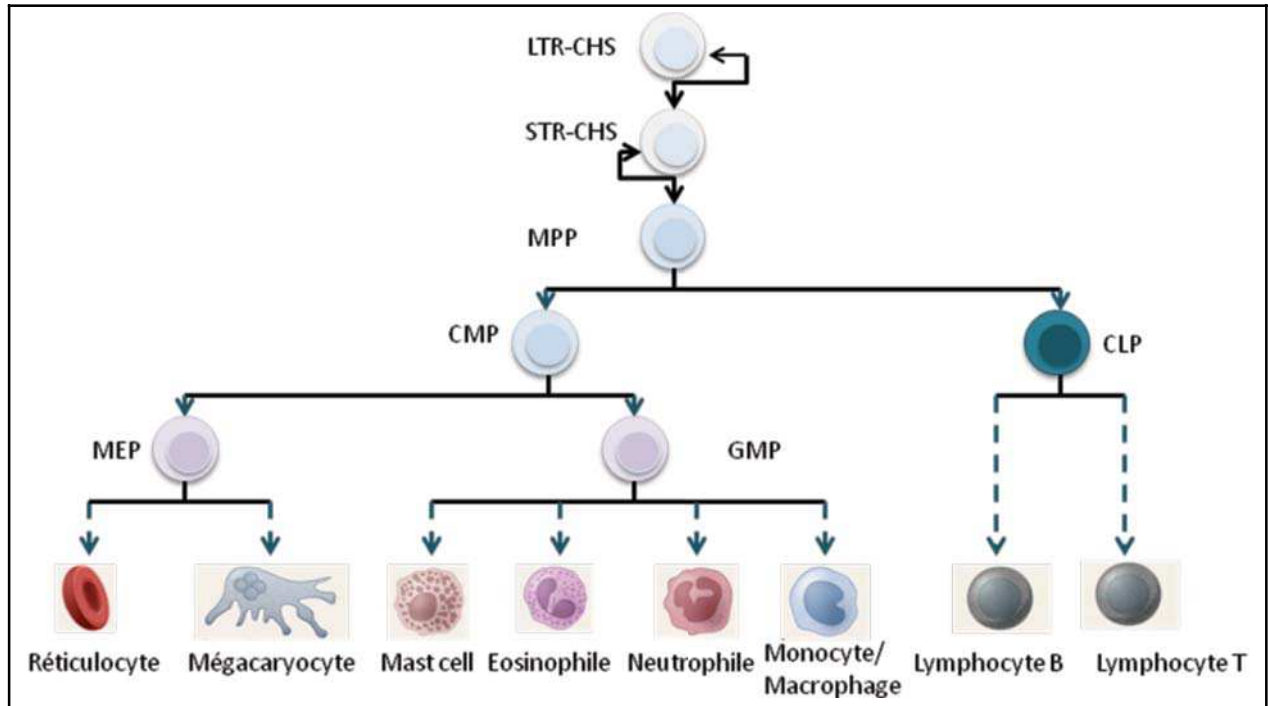 LTR-CHS
STR-CHS
MPP
CMP
CLP
MEP
GMP
Réticulocyte
Mégacaryocyte
Mast cell
Eosinophile
Neutrophile
Monocyte/
Macrophage
Lymphocyte B
Lymphocyte T